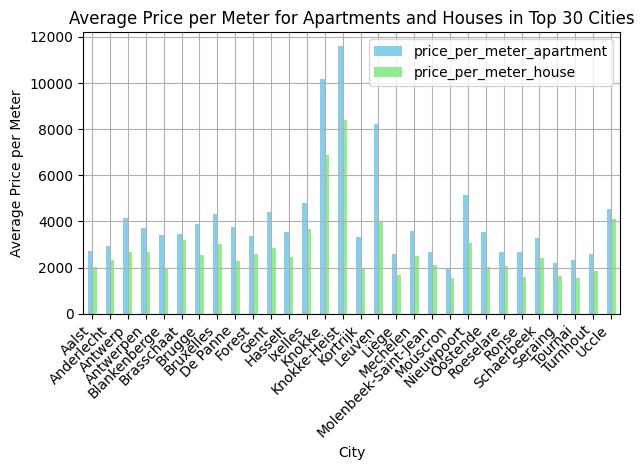 Average Price per Meter for Apartments and Houses in Top 30 Cities
12000
10000
8000
6000
4000
2000
0
Average Price per Meter
price_per_meter_apartment
price_per_meter_house
Aalst
Anderlecht
Antwerp
Antwerpen
Blankenberge
Brasschaat
Brugge
Bruxelles
De Panne
Forest
Gent
Hasselt
Ixelles
Knokke
Knokke-Heist
Kortrijk
Leuven
Liège
Mechelen
Molenbeek-Saint-Jean
Mouscron
Nieuwpoort
Oostende
Roeselare
Ronse
Schaerbeek
Seraing
Tournai
Turnhout
Uccle
City